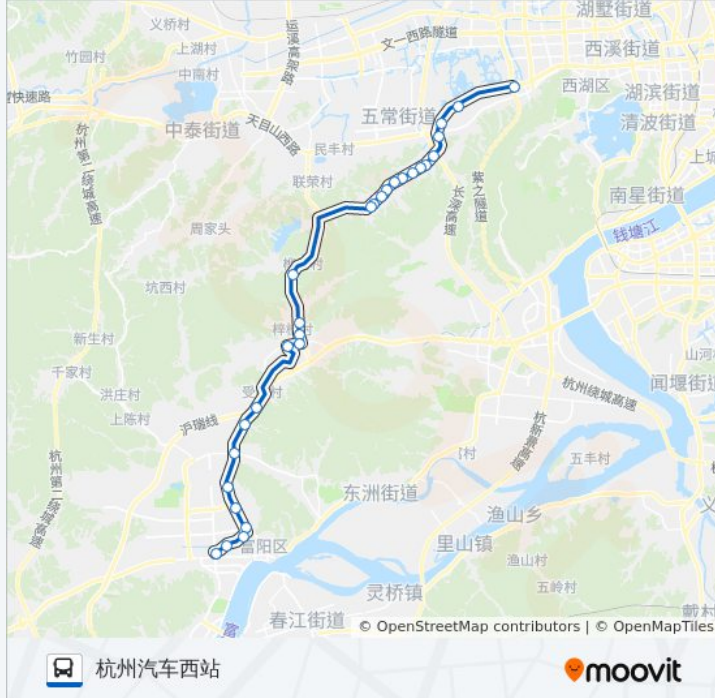 湖墅街道
义桥村
运溪高架路
文一西路隧道
上湖村
西溪街道
竹园村
中南村
西湖区
湖滨街道
快速路
五常街道
中泰街道
天目山西路
清波街道
民丰村
上城
杭州第二绕城高速
联荣村
紫之隧道
长深高速
南星街道
周家头
钱塘江
坑西村
新生村
山河
千家村
杭州绕城高速
闻堰街道
洪庄村
上陈村
沪瑞线
杭新景高速
五丰村
杭州第二绕城高速
东洲街道
渔山乡
里山镇
富阳区
渔山村
五岭村
灵桥镇
春江街道
富
戴村
© OpenStreetMap contributors | © OpenMapTiles
杭州汽车西站
moovit